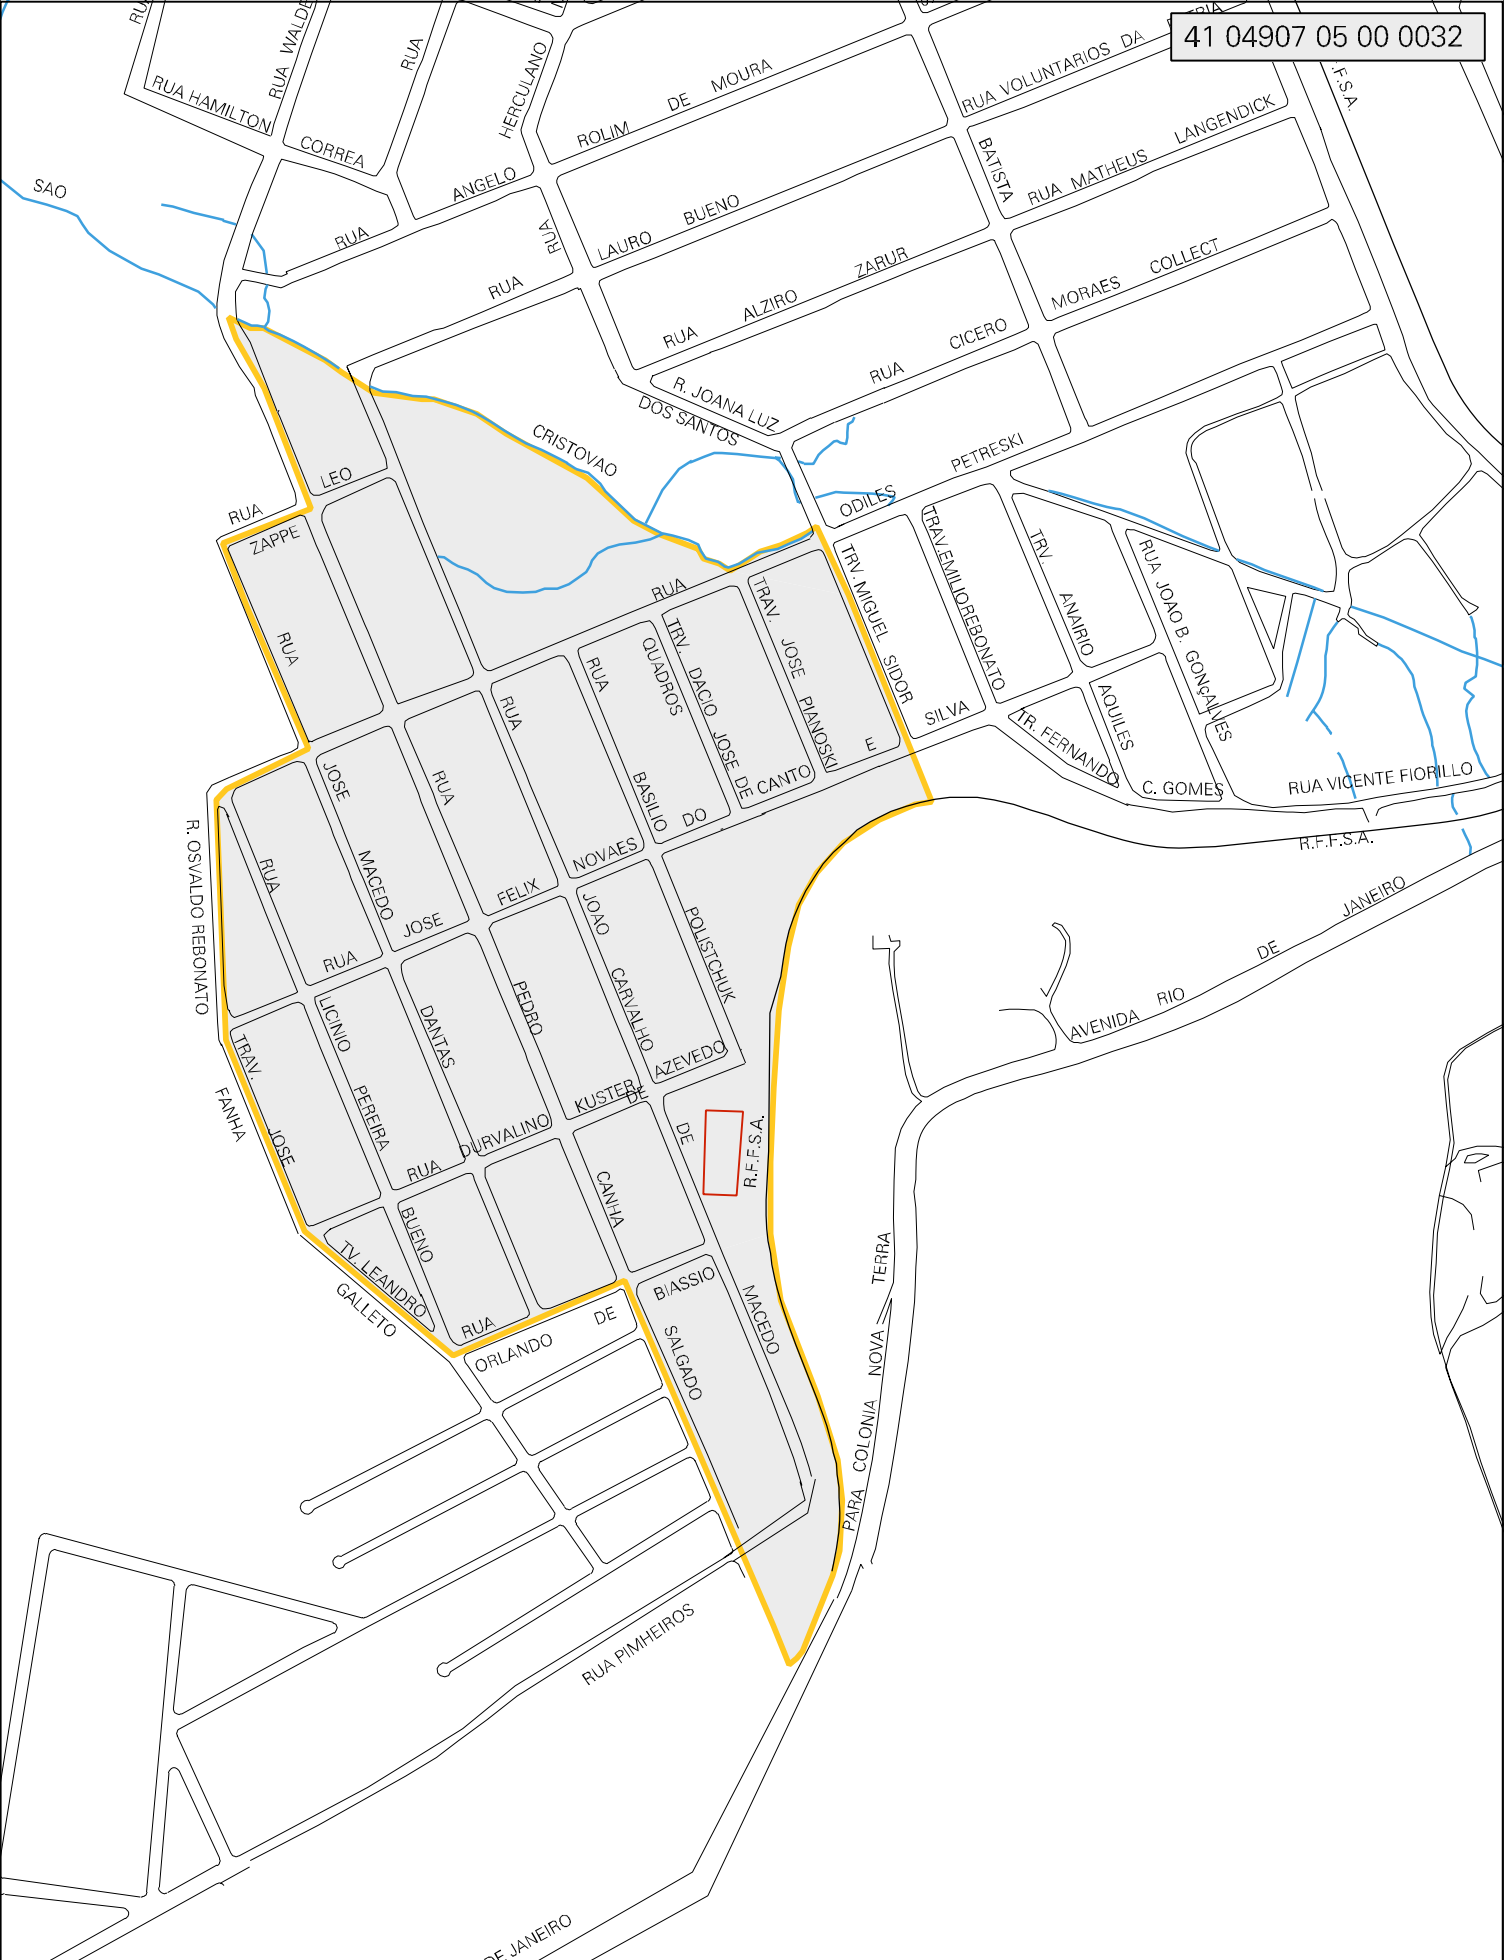 41 04907 05 00 0032
RUA WALDE
RUA
HERCULANO
RUA HAMILTON
CORREA
ROLIM DE MOURA
RUA VOLUNTARIOS DA
R.F.F.S.A.
BATISTA
RUA MATHEUS LANGENDICK
SAO
RUA ANGELO
RUA
LAURO BUENO
RUA
RUA ALZIRO ZARUR
MORAES COLLECT
RUA CICERO
R. JOANA LUZ
DOS SANTOS
CRISTOVAO
ODILES PETRESKI
RUA LEO
ZAPPE
RUA
RUA
TRV. MIGUEL SIDOR
TRAV. EMILIO REBONATO
TRV. ANAIRIO
RUA JOAO B. GONÇALVES
TRAV. JOSE PIANOSKI
TRV. DACIO JOSE DE
QUADROS
RUA
RUA BASILIO
AQUILES
TR. FERNANDO
C. GOMES
RUA VICENTE FIORILLO
R.F.F.S.A.
SILVA
E
CANTO
DO
NOVAES
FELIX
JOSE
RUA
JOSE MACEDO
RUA
RUA
R. OSVALDO REBONATO
JOAO CARVALHO
POLISTCHUK
PEDRO
DANTAS
LICINIO PEREIRA
AVENIDA RIO DE JANEIRO
TRAV. JOSE
FANHA
AZEVEDO
DE
KUSTER
DURVALINO
RUA
DE
R.F.F.S.A.
CANHA
BUENO
TV. LEANDRO
GALLETO
RUA
ORLANDO DE
BIASSIO
SALGADO
MACEDO
PARA COLONIA NOVA TERRA
RUA PIMHEIROS
DE JANEIRO